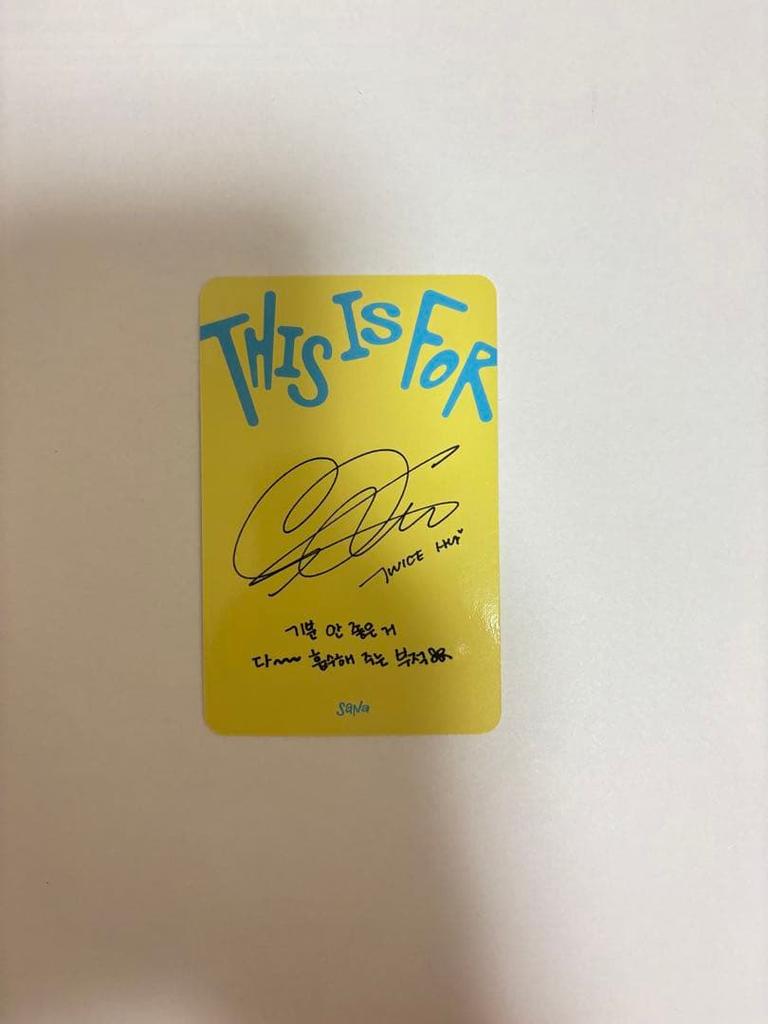 THIS IS FOR
TWICE 사나
기분 안 좋은 거
다~~ 흡수해 주는 부적
SANA